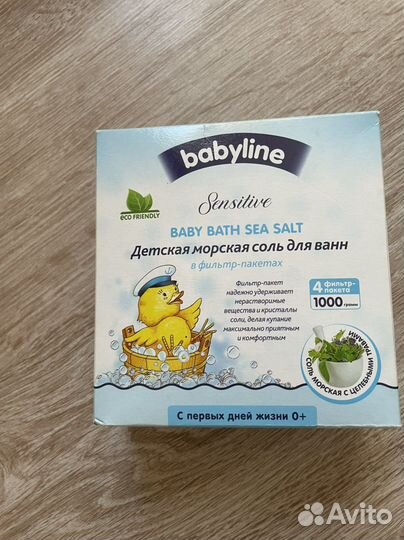 babyline
Sensitive
eco FRIENDLY
BABY BATH SEA SALT
Детская морская соль для ванн
в фильтр-пакетах
Фильтр-пакет
надежно удерживает
нерастворимые
вещества и кристаллы
соли, делая купание
максимально приятным
и комфортным
4 фильтр-
пакета
1000 грамм
СОЛЬ МОРСКАЯ С ЦЕЛЕБНЫМИ ТРАВАМИ
С первых дней жизни 0+
Avito